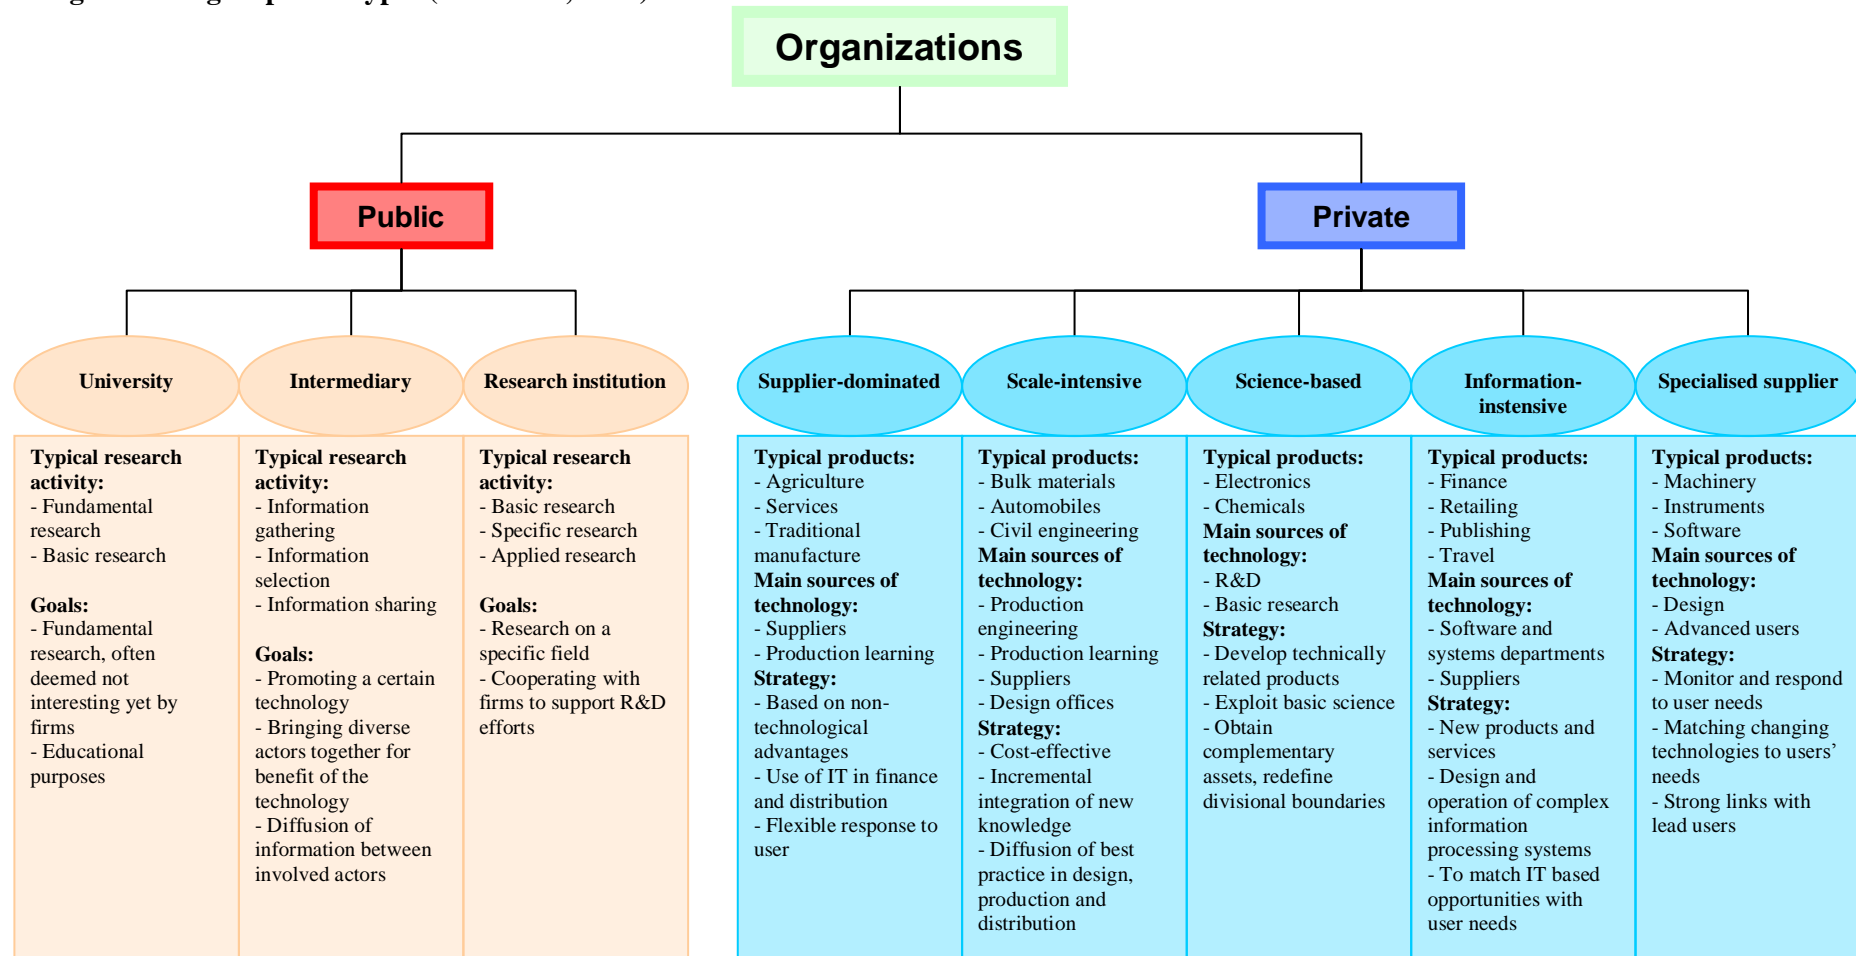 Organizations
Public
Private
University
Intermediary
Research institution
Supplier-dominated
Scale-intensive
Science-based
Information-
instensive
Specialised supplier
Typical research
activity:
- Fundamental
research
- Basic research
Goals:
- Fundamental
research, often
deemed not
interesting yet by
firms
- Educational
purposes
Typical research
activity:
- Information
gathering
- Information
selection
- Information sharing
Goals:
- Promoting a certain
technology
- Bringing diverse
actors together for
benefit of the
technology
- Diffusion of
information between
involved actors
Typical research
activity:
- Basic research
- Specific research
- Applied research
Goals:
- Research on a
specific field
- Cooperating with
firms to support R&D
efforts
Typical products:
- Agriculture
- Services
- Traditional
manufacture
Main sources of
technology:
- Suppliers
- Production learning
Strategy:
- Based on non-
technological
advantages
- Use of IT in finance
and distribution
- Flexible response to
user
Typical products:
- Bulk materials
- Automobiles
- Civil engineering
Main sources of
technology:
- Production
engineering
- Production learning
- Suppliers
- Design offices
Strategy:
- Cost-effective
- Incremental
integration of new
knowledge
- Diffusion of best
practice in design,
production and
distribution
Typical products:
- Electronics
- Chemicals
Main sources of
technology:
- R&D
- Basic research
Strategy:
- Develop technically
related products
- Exploit basic science
- Obtain
complementary
assets, redefine
divisional boundaries
Typical products:
- Finance
- Retailing
- Publishing
- Travel
Main sources of
technology:
- Software and
systems departments
- Suppliers
Strategy:
- New products and
services
- Design and
operation of complex
information
processing systems
- To match IT based
opportunities with
user needs
Typical products:
- Machinery
- Instruments
- Software
Main sources of
technology:
- Design
- Advanced users
Strategy:
- Monitor and respond
to user needs
- Matching changing
technologies to users’
needs
- Strong links with
lead users